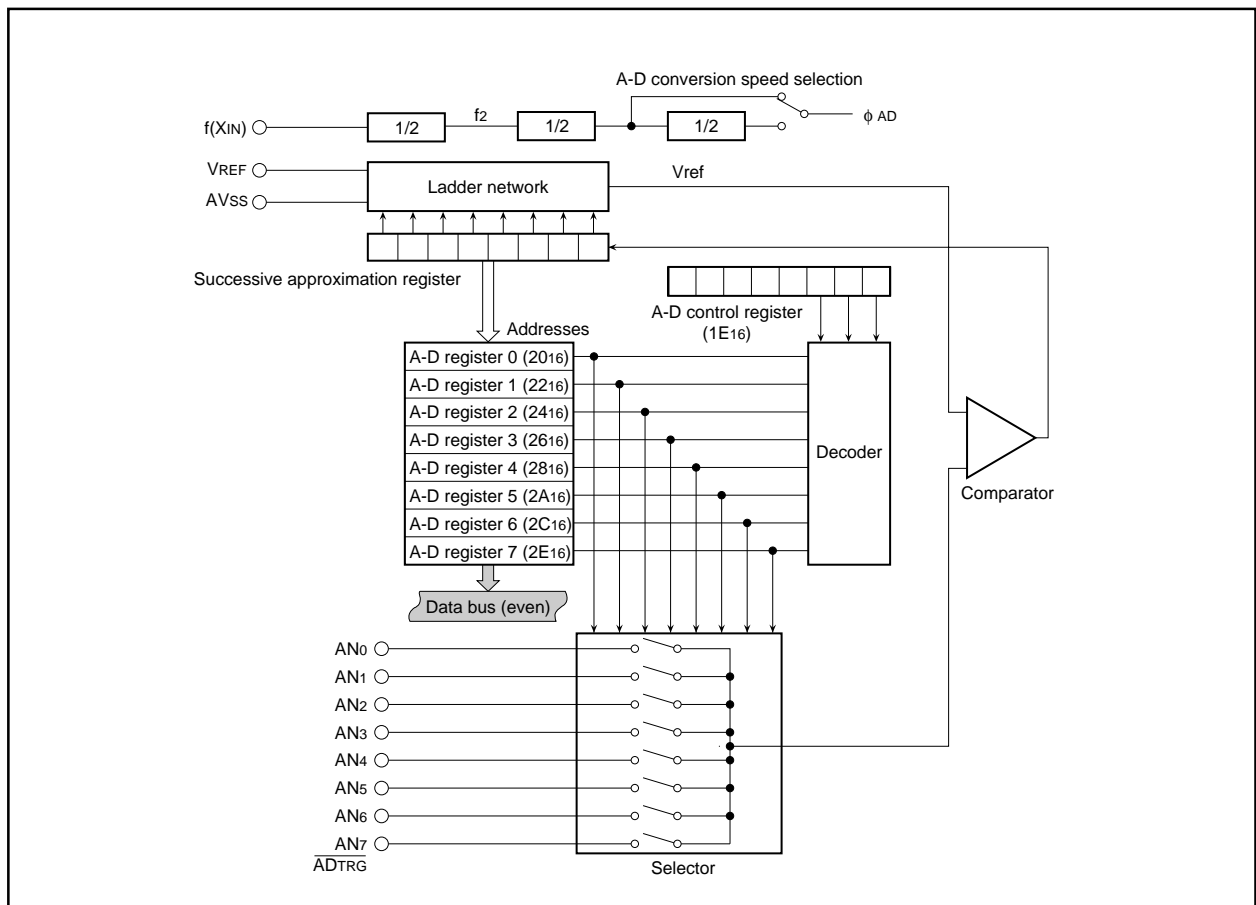 A-D conversion speed selection
f(XIN)
1/2
f2
1/2
1/2
ϕ AD
VREF
AVSS
Ladder network
Vref
Successive approximation register
A-D control register
(1E16)
Addresses
A-D register 0 (2016)
A-D register 1 (2216)
A-D register 2 (2416)
A-D register 3 (2616)
A-D register 4 (2816)
A-D register 5 (2A16)
A-D register 6 (2C16)
A-D register 7 (2E16)
Decoder
Comparator
Data bus (even)
AN0
AN1
AN2
AN3
AN4
AN5
AN6
AN7
ADTRG
Selector